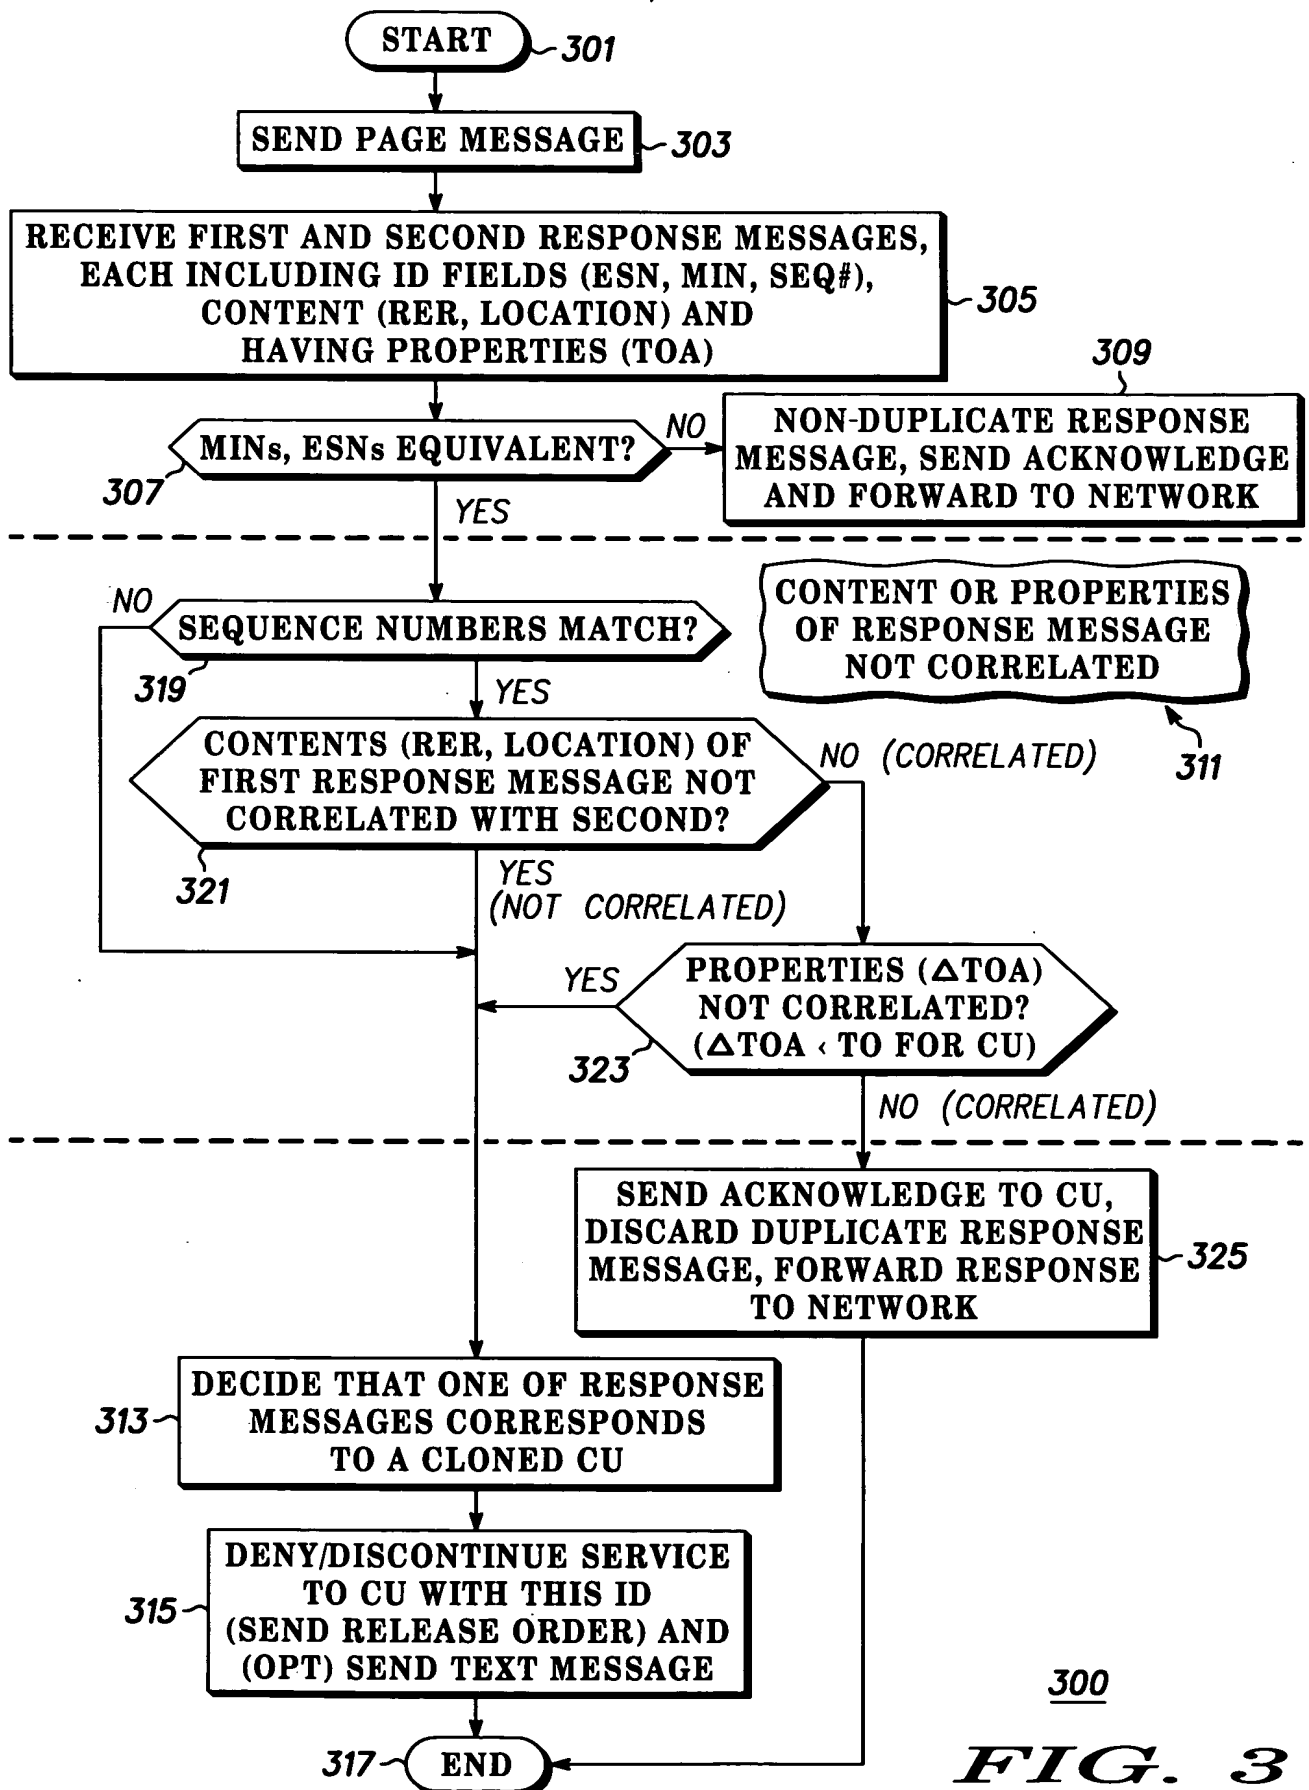 START
301
SEND PAGE MESSAGE
303
RECEIVE FIRST AND SECOND RESPONSE MESSAGES,
EACH INCLUDING ID FIELDS (ESN, MIN, SEQ#),
CONTENT (RER, LOCATION) AND
HAVING PROPERTIES (TOA)
305
309
MINs, ESNs EQUIVALENT?
307
NO
NON-DUPLICATE RESPONSE
MESSAGE, SEND ACKNOWLEDGE
AND FORWARD TO NETWORK
YES
NO
SEQUENCE NUMBERS MATCH?
319
CONTENT OR PROPERTIES
OF RESPONSE MESSAGE
NOT CORRELATED
311
YES
CONTENTS (RER, LOCATION) OF
FIRST RESPONSE MESSAGE NOT
CORRELATED WITH SECOND?
321
NO (CORRELATED)
YES
(NOT CORRELATED)
PROPERTIES (△TOA)
NOT CORRELATED?
(△TOA < TO FOR CU)
323
YES
NO (CORRELATED)
SEND ACKNOWLEDGE TO CU,
DISCARD DUPLICATE RESPONSE
MESSAGE, FORWARD RESPONSE
TO NETWORK
325
DECIDE THAT ONE OF RESPONSE
MESSAGES CORRESPONDS
TO A CLONED CU
313
DENY/DISCONTINUE SERVICE
TO CU WITH THIS ID
(SEND RELEASE ORDER) AND
(OPT) SEND TEXT MESSAGE
315
END
317
300
FIG. 3